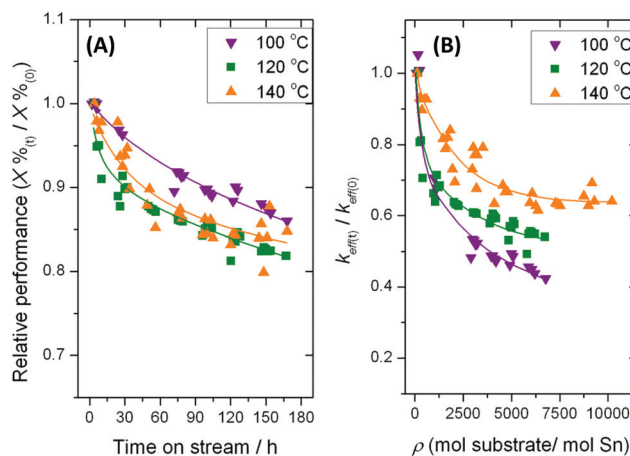 (A)
100 °C
120 °C
140 °C
1.1
1.0
0.9
0.8
0.7
0 30 60 90 120 150 180
Time on stream / h
Relative performance (X%(t) / X%(0))
(B)
100 °C
120 °C
140 °C
1.0
0.8
0.6
0.4
0.2
0 2500 5000 7500 10000
ρ (mol substrate/ mol Sn)
keff(t) / keff(0)